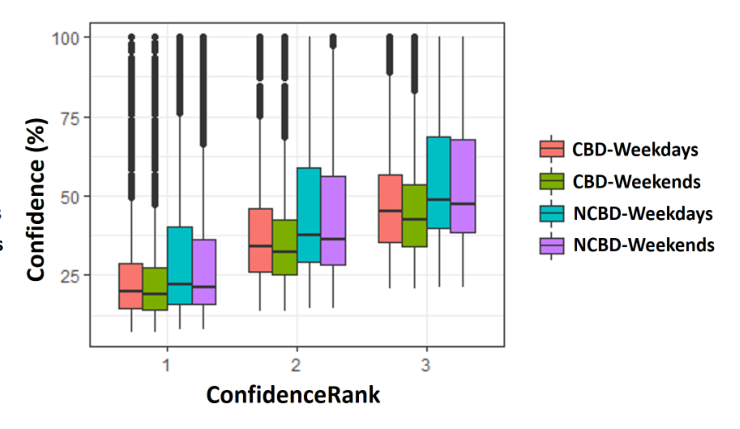 Confidence (%)
100
75
50
25
1 2 3
ConfidenceRank
CBD-Weekdays
CBD-Weekends
NCBD-Weekdays
NCBD-Weekends